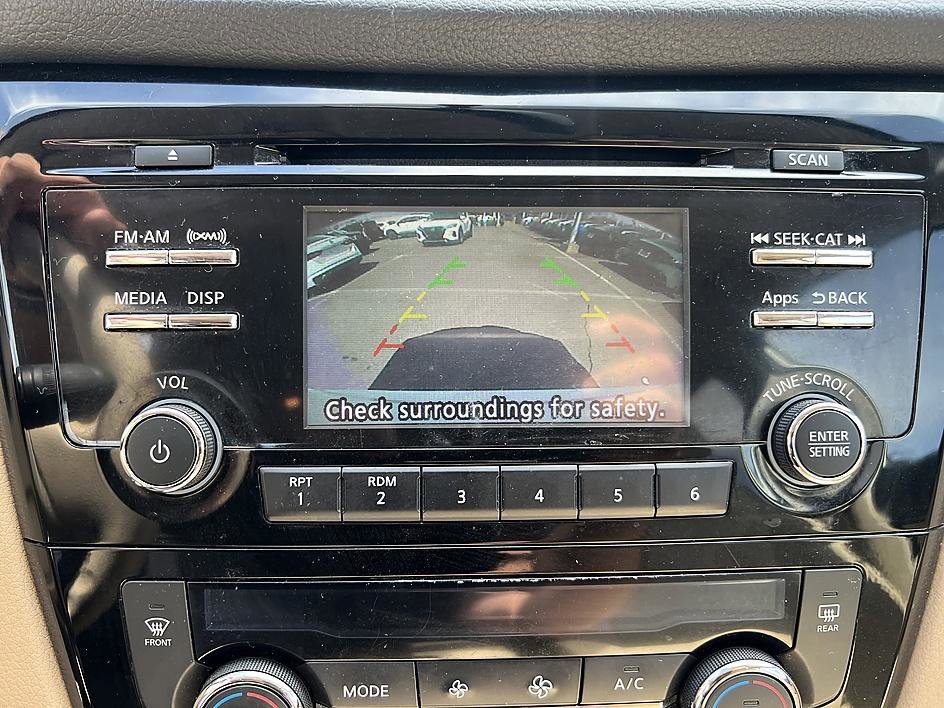 SCAN
FM·AM (((XM)))
SEEK·CAT
MEDIA DISP
Apps BACK
VOL
TUNE·SCROLL
Check surroundings for safety.
ENTER
SETTING
RPT
1
RDM
2
3
4
5
6
FRONT
REAR
MODE
A/C